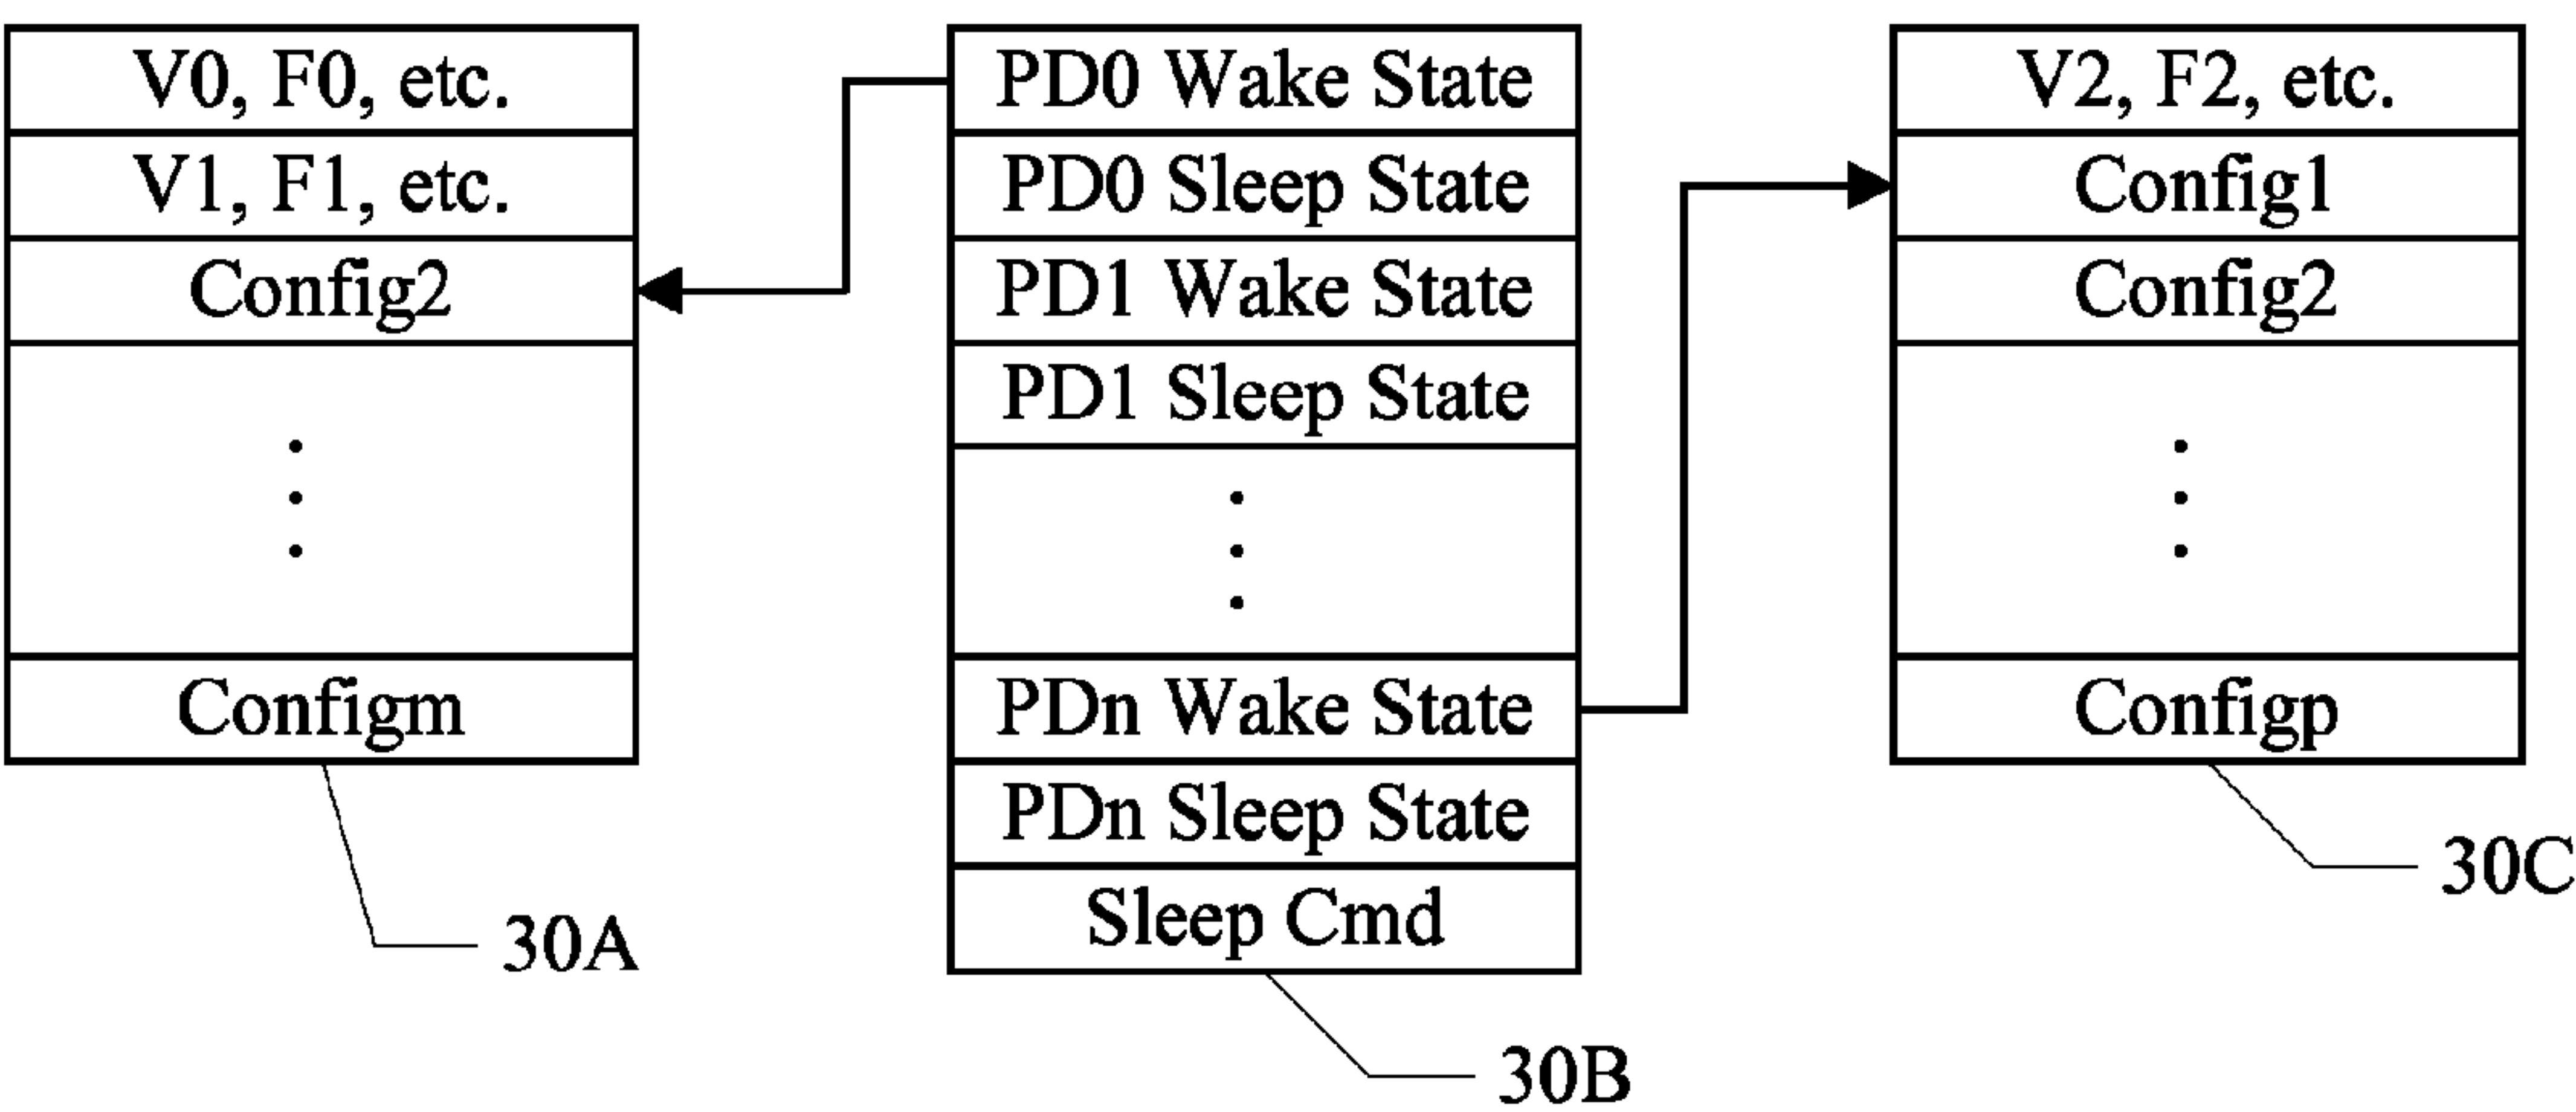 V0, F0, etc.
V1, F1, etc.
Config2
Configm
30A
PD0 Wake State
PD0 Sleep State
PD1 Wake State
PD1 Sleep State
PDn Wake State
PDn Sleep State
Sleep Cmd
30B
V2, F2, etc.
Config1
Config2
Configp
30C